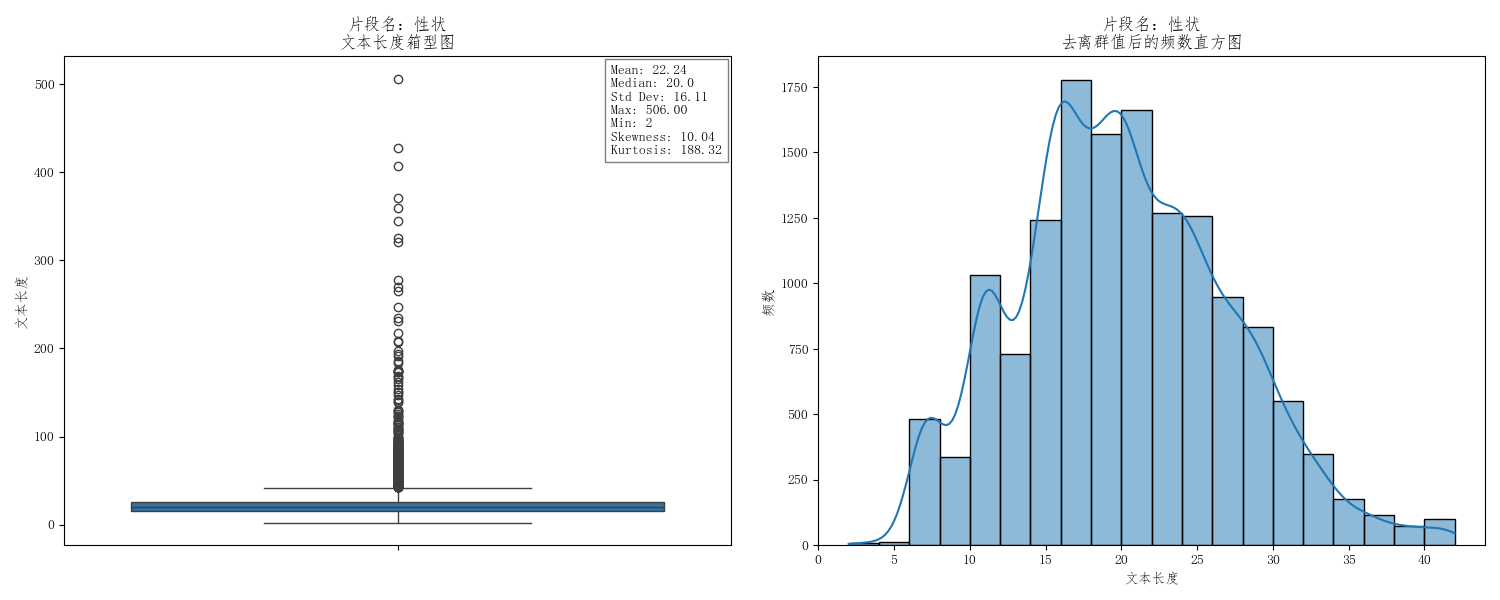 片段名: 性状
文本长度箱型图
Mean: 22.24
Median: 20.0
Std Dev: 16.11
Max: 506.00
Min: 2
Skewness: 10.04
Kurtosis: 188.32
500
400
300
200
100
0
文本长度
片段名: 性状
去离群值后的频数直方图
1750
1500
1250
1000
750
500
250
0
频数
0 5 10 15 20 25 30 35 40
文本长度